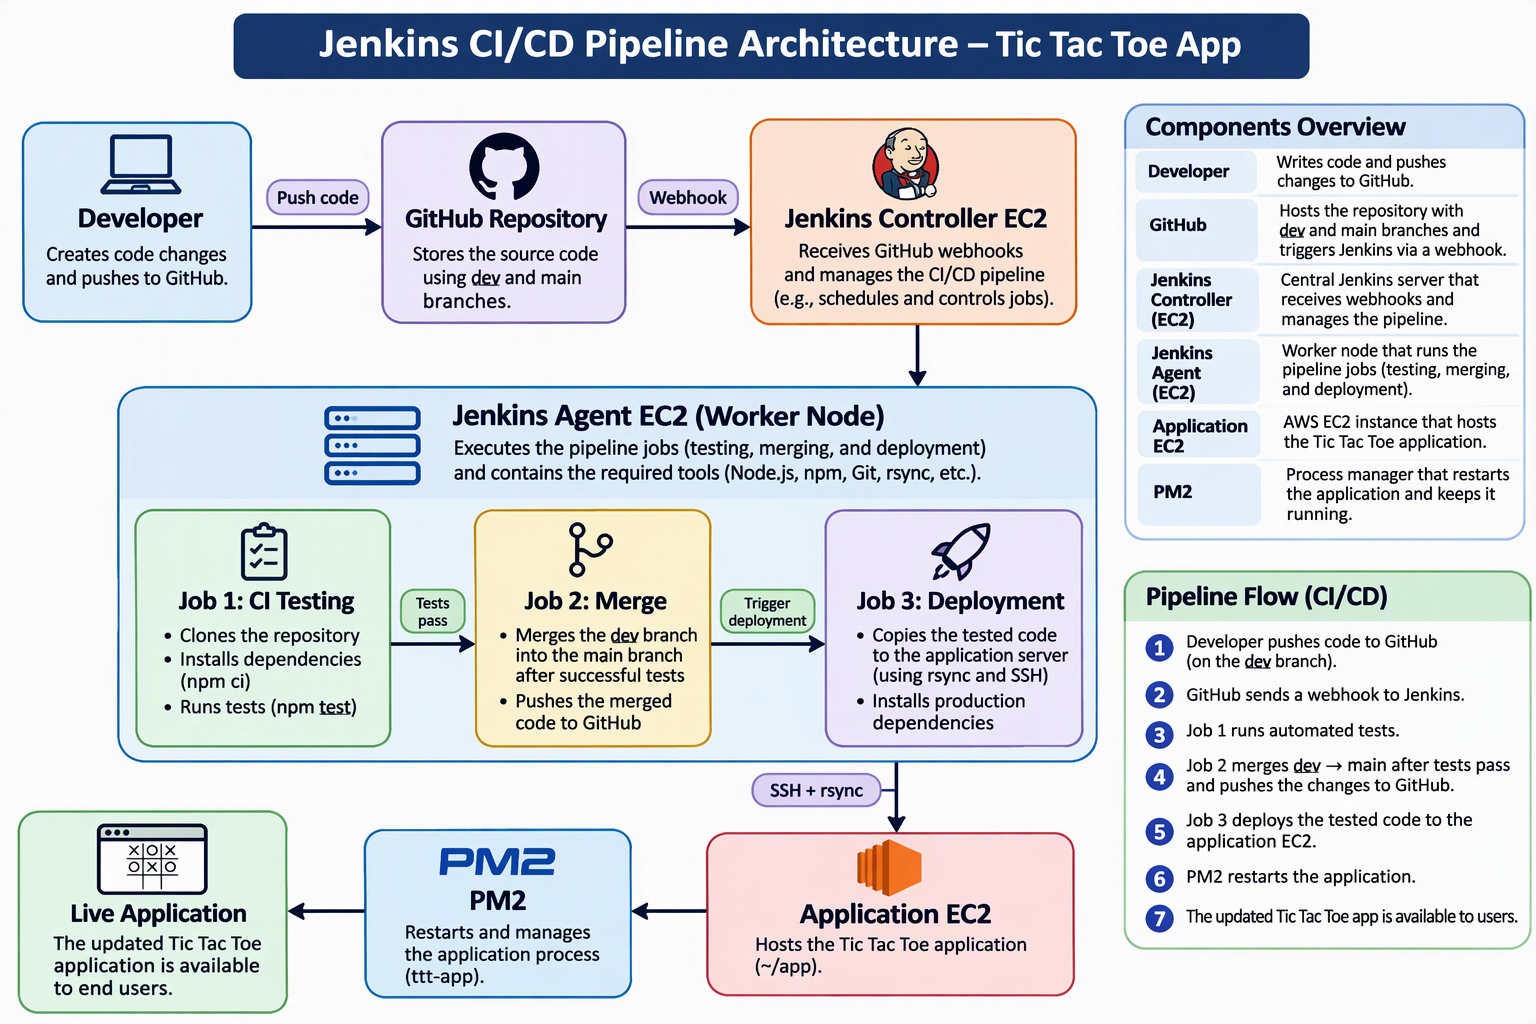 Jenkins CI/CD Pipeline Architecture – Tic Tac Toe App
Developer
Creates code changes
and pushes to GitHub.
Push code
GitHub Repository
Stores the source code
using dev and main
branches.
Webhook
Jenkins Controller EC2
Receives GitHub webhooks
and manages the CI/CD pipeline
(e.g., schedules and controls jobs).
Jenkins Agent EC2 (Worker Node)
Executes the pipeline jobs (testing, merging, and deployment)
and contains the required tools (Node.js, npm, Git, rsync, etc.).
Job 1: CI Testing
• Clones the repository
• Installs dependencies
(npm ci)
• Runs tests (npm test)
Tests
pass
Job 2: Merge
• Merges the dev branch
into the main branch
after successful tests
• Pushes the merged
code to GitHub
Trigger
deployment
Job 3: Deployment
• Copies the tested code
to the application server
(using rsync and SSH)
• Installs production
dependencies
SSH + rsync
Application EC2
Hosts the Tic Tac Toe application
(~/app).
PM2
PM2
Restarts and manages
the application process
(ttt-app).
X O X
O X X
Live Application
The updated Tic Tac Toe
application is available
to end users.
Components Overview
Developer
Writes code and pushes
changes to GitHub.
GitHub
Hosts the repository with
dev and main branches and
triggers Jenkins via a webhook.
Jenkins
Controller
(EC2)
Central Jenkins server that
receives webhooks and
manages the pipeline.
Jenkins
Agent
(EC2)
Worker node that runs the
pipeline jobs (testing, merging,
and deployment).
Application
EC2
AWS EC2 instance that hosts
the Tic Tac Toe application.
PM2
Process manager that restarts
the application and keeps it
running.
Pipeline Flow (CI/CD)
1 Developer pushes code to GitHub
(on the dev branch).
2 GitHub sends a webhook to Jenkins.
3 Job 1 runs automated tests.
4 Job 2 merges dev → main after tests pass
and pushes the changes to GitHub.
5 Job 3 deploys the tested code to the
application EC2.
6 PM2 restarts the application.
7 The updated Tic Tac Toe app is available to users.